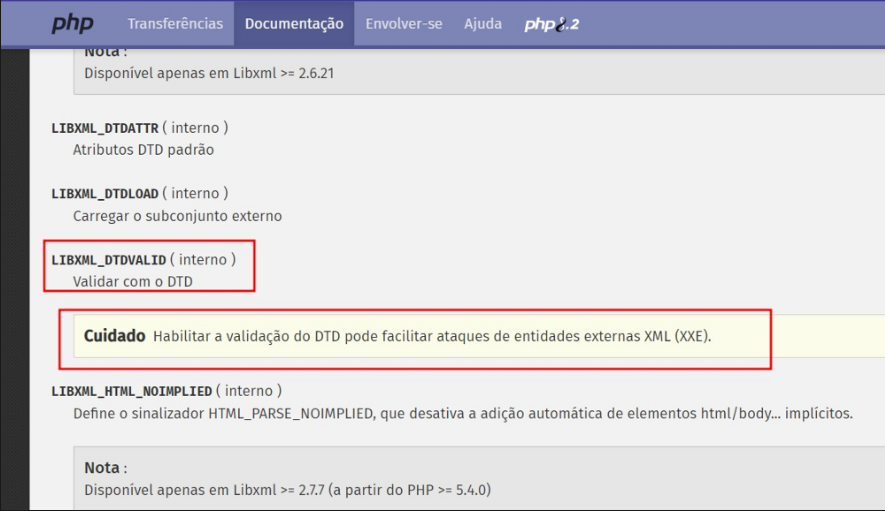 php Transferências Documentação Envolver-se Ajuda php8.2
Nota :
Disponível apenas em Libxml >= 2.6.21
LIBXML_DTDATTR ( interno )
Atributos DTD padrão
LIBXML_DTDLOAD ( interno )
Carregar o subconjunto externo
LIBXML_DTDVALID ( interno )
Validar com o DTD
Cuidado Habilitar a validação do DTD pode facilitar ataques de entidades externas XML (XXE).
LIBXML_HTML_NOIMPLIED ( interno )
Define o sinalizador HTML_PARSE_NOIMPLIED, que desativa a adição automática de elementos html/body... implícitos.
Nota :
Disponível apenas em Libxml >= 2.7.7 (a partir do PHP >= 5.4.0)